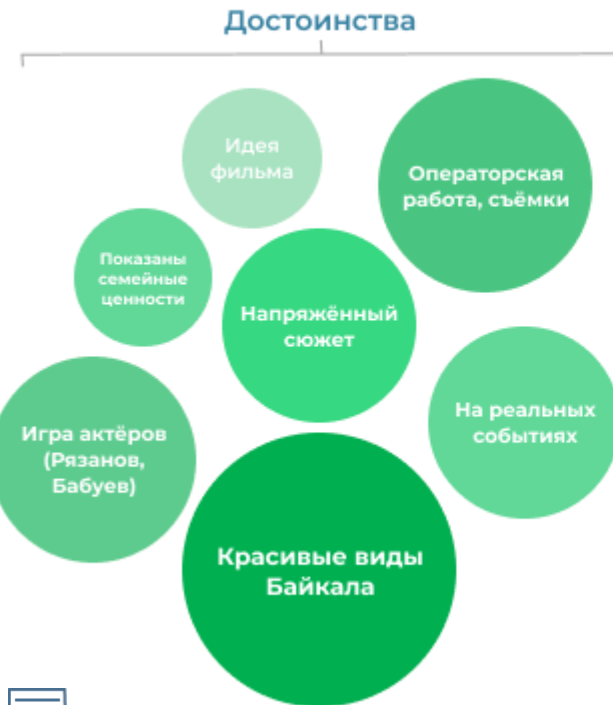 Достоинства
Идея
фильма
Операторская
работа, съёмки
Показаны
семейные
ценности
Напряжённый
сюжет
На реальных
событиях
Игра актёров
(Рязанов,
Бабуев)
Красивые виды
Байкала